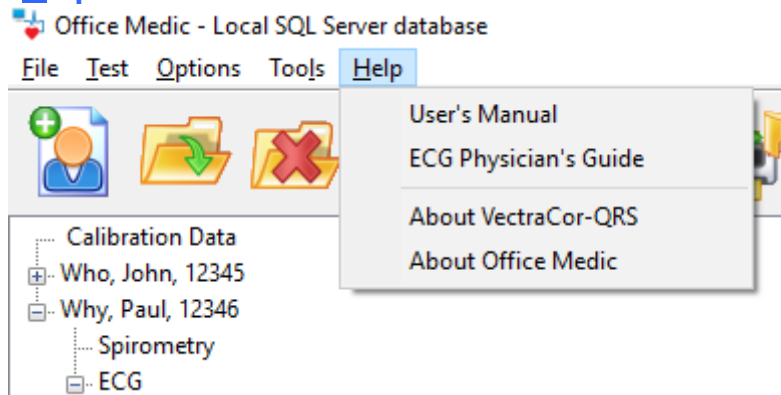 Office Medic - Local SQL Server database
File Test Options Tools Help
User's Manual
ECG Physician's Guide
About VectraCor-QRS
About Office Medic
Calibration Data
Who, John, 12345
Why, Paul, 12346
Spirometry
ECG